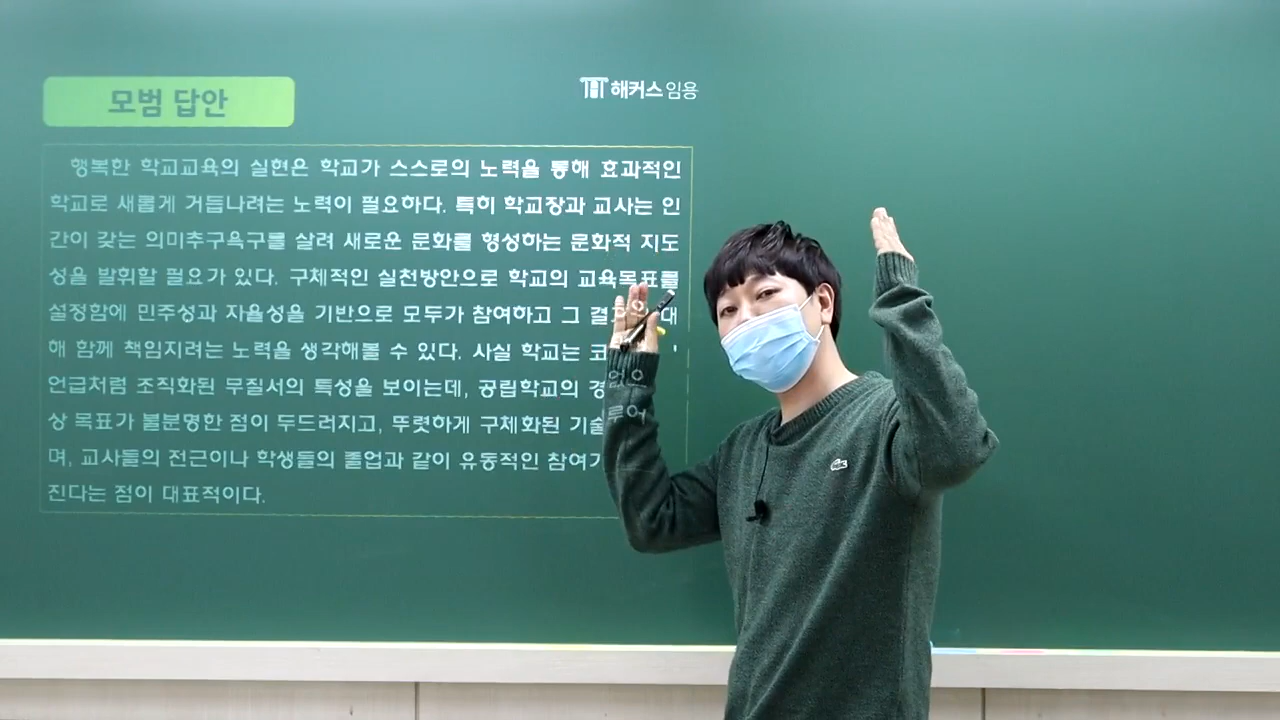 해커스 임용
모범 답안
행복한 학교교육의 실현은 학교가 스스로의 노력을 통해 효과적인
학교로 새롭게 거듭나려는 노력이 필요하다. 특히 학교장과 교사는 인
간이 갖는 의미추구욕구를 살려 새로운 문화를 형성하는 문화적 지도
성을 발휘할 필요가 있다. 구체적인 실천방안으로 학교의 교육목표를
설정함에 민주성과 자율성을 기반으로 모두가 참여하고 그 대
해 함께 책임지려는 노력을 생각해볼 수 있다. 사실 학교는
언급처럼 조직화된 무질서의 특성을 보이는데, 공립학교의 없으
상 목표가 불분명한 점이 두드러지고, 뚜렷하게 구체화된 루어
며, 교사들의 전근이나 학생들의 졸업과 같이 유동적인
진다는 점이 대표적이다.